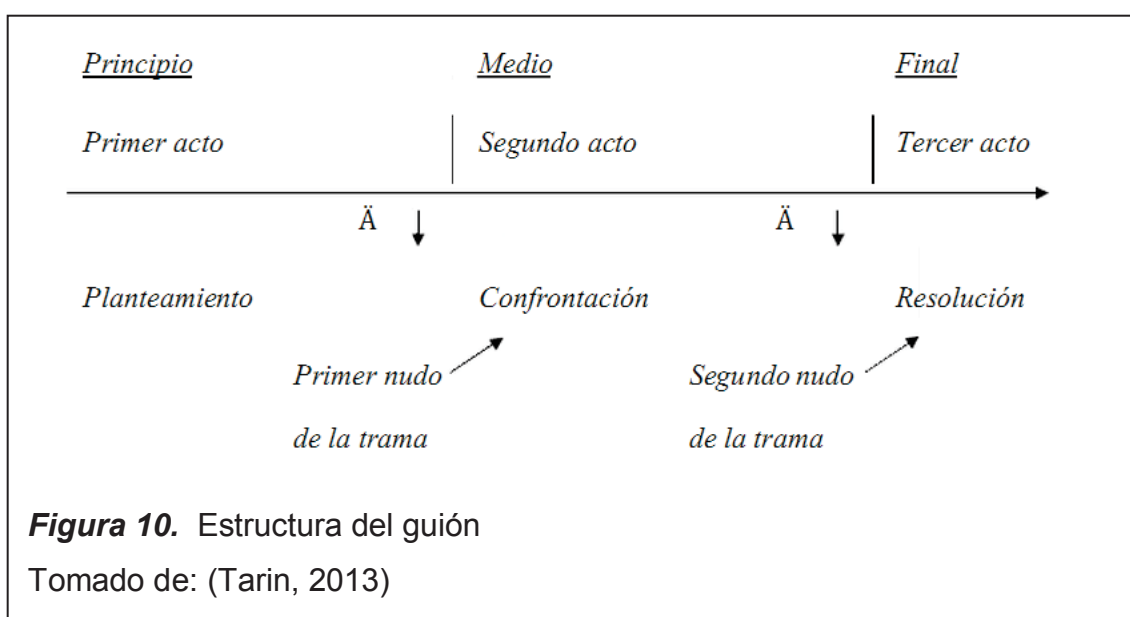 Principio Medio Final
Primer acto Segundo acto Tercer acto
Ä Ä
Planteamiento Confrontación Resolución
Primer nudo Segundo nudo
de la trama de la trama
Figura 10. Estructura del guión
Tomado de: (Tarin, 2013)